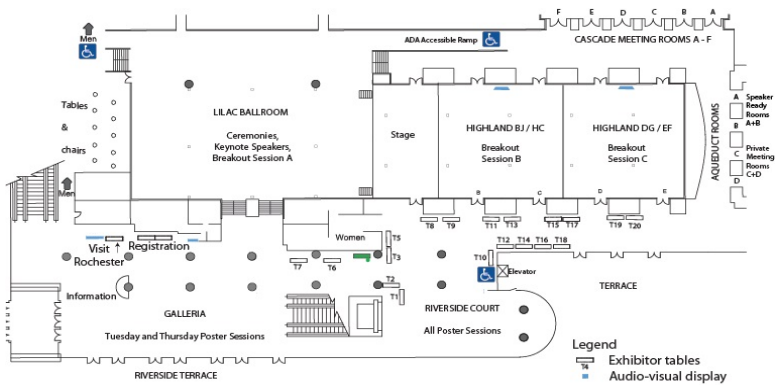 F E D C B A
Men
ADA Accessible Ramp
CASCADE MEETING ROOMS A - F
Tables
&
chairs
LILAC BALLROOM
Ceremonies,
Keynote Speakers,
Breakout Session A
Stage
HIGHLAND BJ / HC
Breakout
Session B
HIGHLAND DG / EF
Breakout
Session C
AQUEDUCT ROOMS
A Speaker
Ready
Rooms
A+B
B
Private
Meeting
C Rooms
C+D
D
Men
B C D E
T8 T9 T11 T13 T15 T17 T19 T20
Women
T5
T3
T12 T14 T16 T18
Visit
Rochester
Registration
T7 T6
T10
Elevator
T2
T1
Information
GALLERIA
Tuesday and Thursday Poster Sessions
RIVERSIDE COURT
All Poster Sessions
TERRACE
RIVERSIDE TERRACE
Legend
Exhibitor tables
T4
Audio-visual display